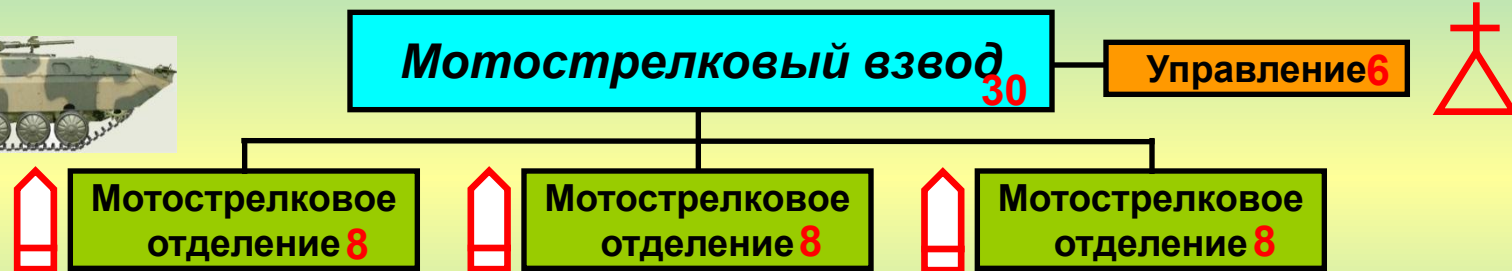 Мотострелковый взвод
30
Управление 6
Мотострелковое
отделение 8
Мотострелковое
отделение 8
Мотострелковое
отделение 8